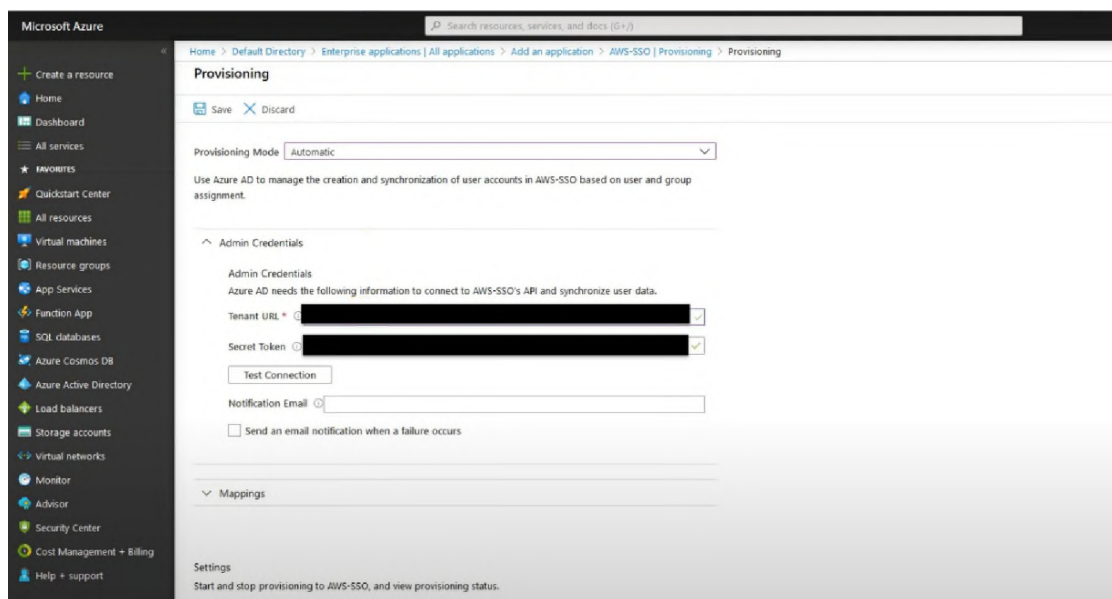 Microsoft Azure
Search resources, services, and docs (G+/)
Home > Default Directory > Enterprise applications | All applications > Add an application > AWS-SSO | Provisioning > Provisioning
Provisioning
Save Discard
Provisioning Mode Automatic
Use Azure AD to manage the creation and synchronization of user accounts in AWS-SSO based on user and group
assignment.
Admin Credentials
Admin Credentials
Azure AD needs the following information to connect to AWS-SSO's API and synchronize user data.
Tenant URL *
Secret Token
Test Connection
Notification Email
Send an email notification when a failure occurs
Mappings
Settings
Start and stop provisioning to AWS-SSO, and view provisioning status.
Create a resource
Home
Dashboard
All services
FAVORITES
Quickstart Center
All resources
Virtual machines
Resource groups
App Services
Function App
SQL databases
Azure Cosmos DB
Azure Active Directory
Load balancers
Storage accounts
Virtual networks
Monitor
Advisor
Security Center
Cost Management + Billing
Help + support